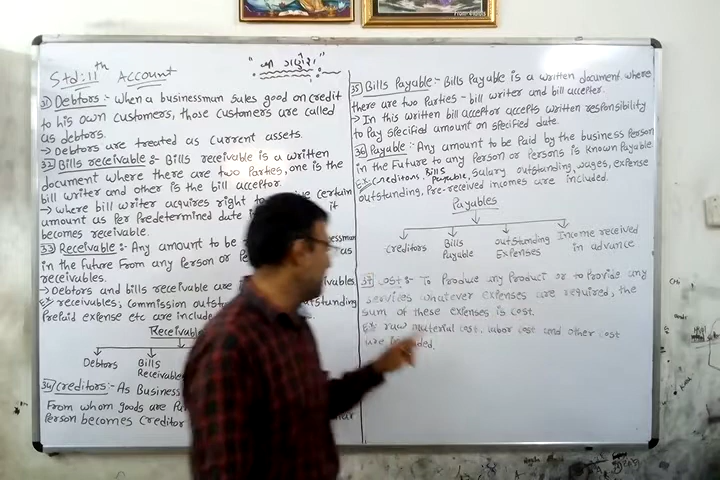 " શ્રી ગણેશ "
Std:11th Account
31) Debtors:- When a businessman sales good on credit
to his own customers, those customers are called
as debtors.
→ Debtors are treated as current assets.
32) Bills receivable:- Bills receivable is a written
document where there are two Parties, one is the
bill writer and other is the bill acceptor.
→ Where bill writer acquires right to certain
amount as Per Predetermined date it
becomes receivable.
33) Receivable:- Any amount to be
in the Future From any Person or as
receivables.
→ Debtors and bills receivable are
Ex receivables, Commission
Prepaid expense etc are
Receivable
Debtors Bills
Receivable
34) Creditors:- As Business
From whom goods are
Person becomes Creditor
35) Bills Payable:- Bills Payable is a written document where
there are two Parties - bill writer and bill acceptor.
→ In this written bill acceptor accepts written responsibility
to Pay specified amount on specified date.
36) Payable:- Any amount to be Paid by the business Person
in the Future to any Person or Persons is known Payable
Ex Creditors, Bills Payable, Salary outstanding, wages, expense
outstanding, Pre-received incomes are included.
Payables
creditors Bills Payable outstanding Expenses Income received in advance
37) Cost:- To Produce any Product or to provide any
services whatever expenses are required, the
sum of these expenses is cost.
Ex raw material cost, labor cost and other cost
are included.